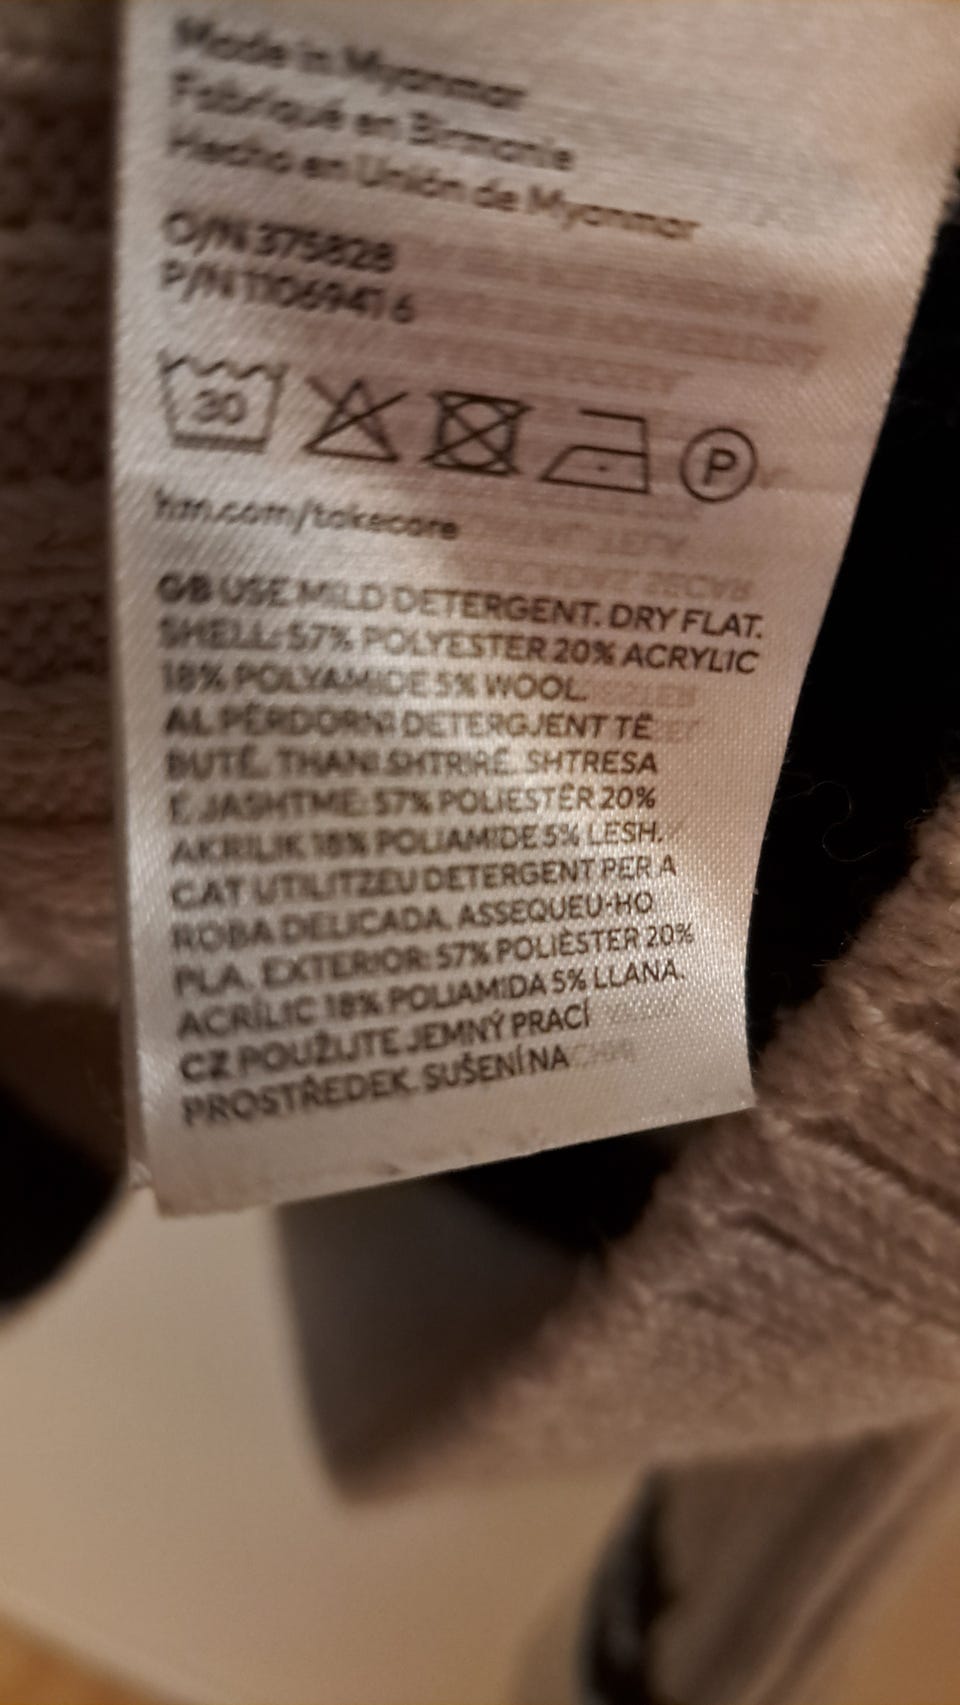 Made in Myanmar
Fabriqué en Birmanie
Hecho en Unión de Myanmar
O/N 375828
P/N 11069416
30
P
hm.com/takecare
GB USE MILD DETERGENT. DRY FLAT.
SHELL: 57% POLYESTER 20% ACRYLIC
18% POLYAMIDE 5% WOOL.
AL PËRDORNI DETERGJENT TË
BUTË. THANI SHTRIRË. SHTRESA
E JASHTME: 57% POLIESTËR 20%
AKRILIK 18% POLIAMIDE 5% LESH.
CAT UTILITZEU DETERGENT PER A
ROBA DELICADA. ASSEQUEU-HO
PLA. EXTERIOR: 57% POLIÈSTER 20%
ACRÍLIC 18% POLIAMIDA 5% LLANA.
CZ POUŽIJTE JEMNÝ PRACÍ
PROSTŘEDEK. SUŠENÍ NA